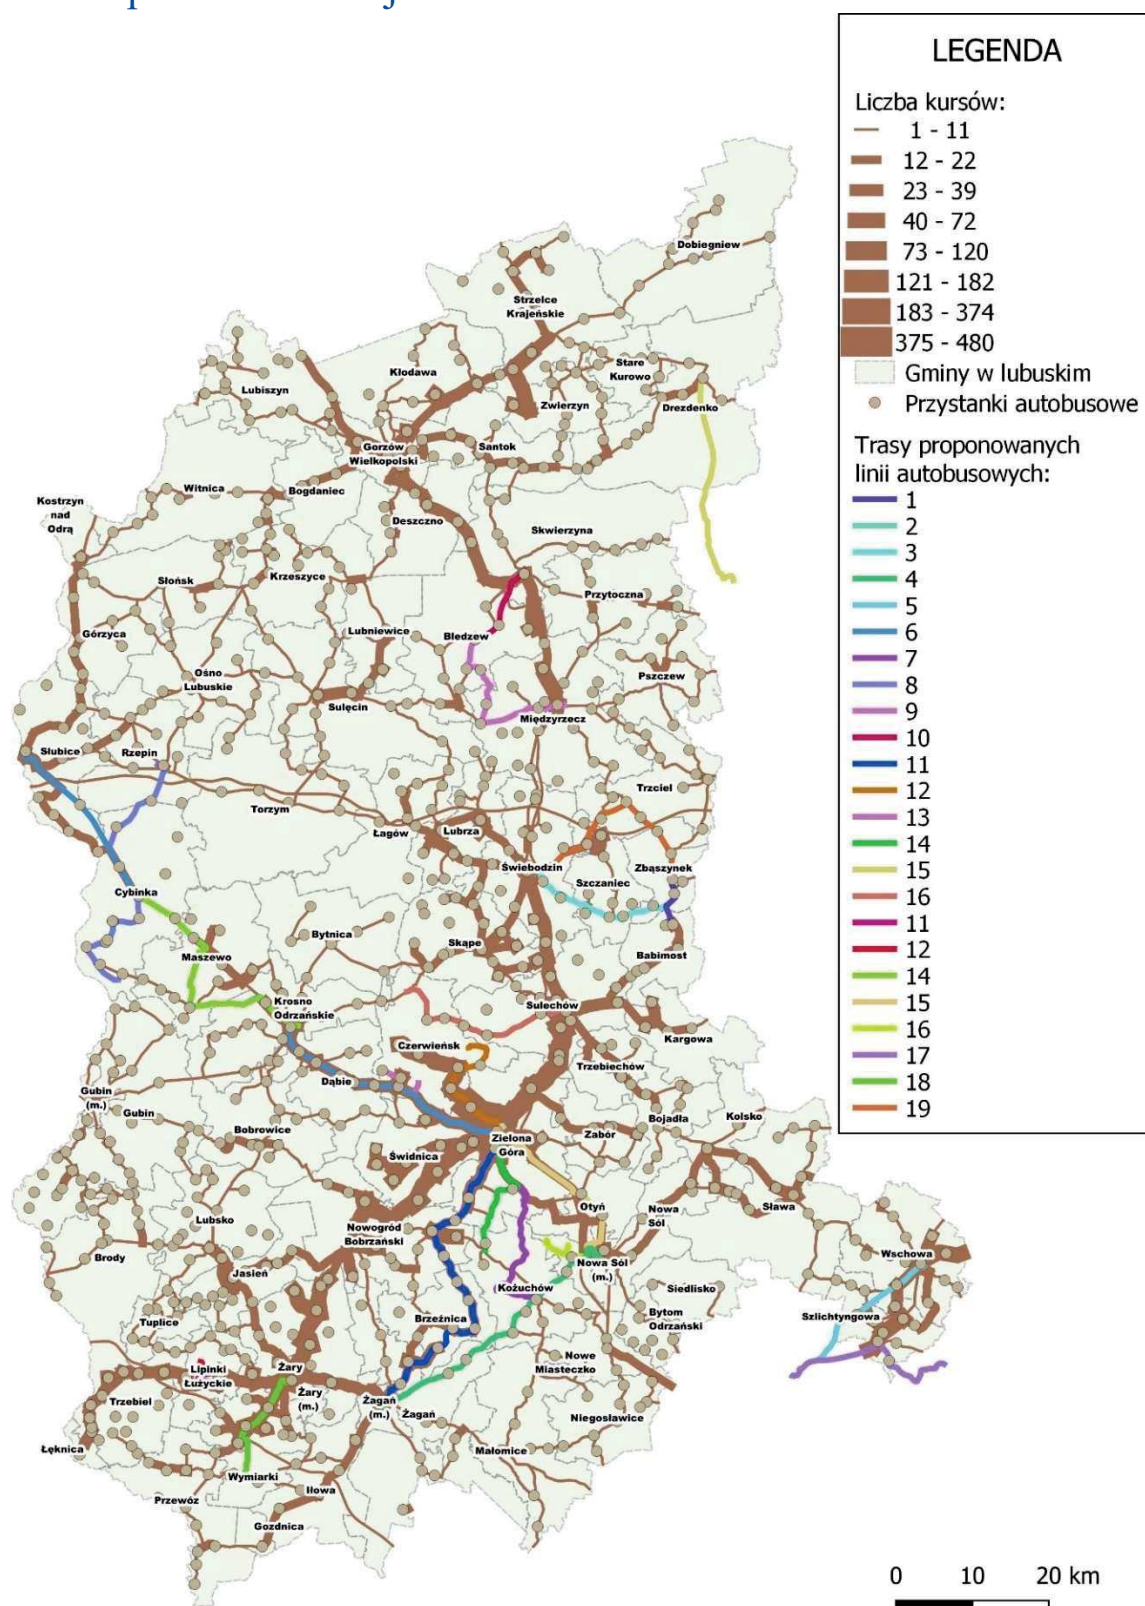 LEGENDA
Liczba kursów:
1 - 11
12 - 22
23 - 39
40 - 72
73 - 120
121 - 182
183 - 374
375 - 480
Gminy w lubuskim
Przystanki autobusowe
Trasy proponowanych
linii autobusowych:
1
2
3
4
5
6
7
8
9
10
11
12
13
14
15
16
11
12
14
15
16
17
18
19
Dobiegniew
Strzelce
Krajeńskie
Kłodawa
Stare
Kurowo
Lubiszyn
Zwierzyn
Drezdenko
Gorzów
Wielkopolski
Santok
Witnica
Bogdaniec
Kostrzyn
nad
Odrą
Deszczno
Skwierzyna
Słońsk
Krzeszyce
Przytoczna
Górzyca
Lubniewice
Bledzew
Ośno
Lubuskie
Pszczew
Sulęcin
Międzyrzecz
Słubice
Rzepin
Trzciel
Torzym
Łagów
Lubrza
Świebodzin
Zbąszynek
Szczaniec
Cybinka
Bytnica
Skąpe
Babimost
Maszewo
Krosno
Odrzańskie
Sulechów
Kargowa
Czerwieńsk
Trzebiechów
Dąbie
Gubin
(m.)
Gubin
Bojadła
Kolsko
Bobrowice
Zielona
Góra
Zabór
Świdnica
Otyń
Sława
Lubsko
Nowa
Sól
Nowogród
Bobrzański
Brody
Wschowa
Jasień
Nowa Sól
(m.)
Kożuchów
Siedlisko
Tuplice
Brzeźnica
Bytom
Odrzański
Szlichtyngowa
Nowe
Miasteczko
Lipinki
Łużyckie
Żary
Trzebiel
Żary
(m.)
Żagań
(m.)
Żagań
Niegosławice
Łęknica
Małomice
Wymiarki
Iłowa
Przewóz
Gozdnica
0 10 20 km